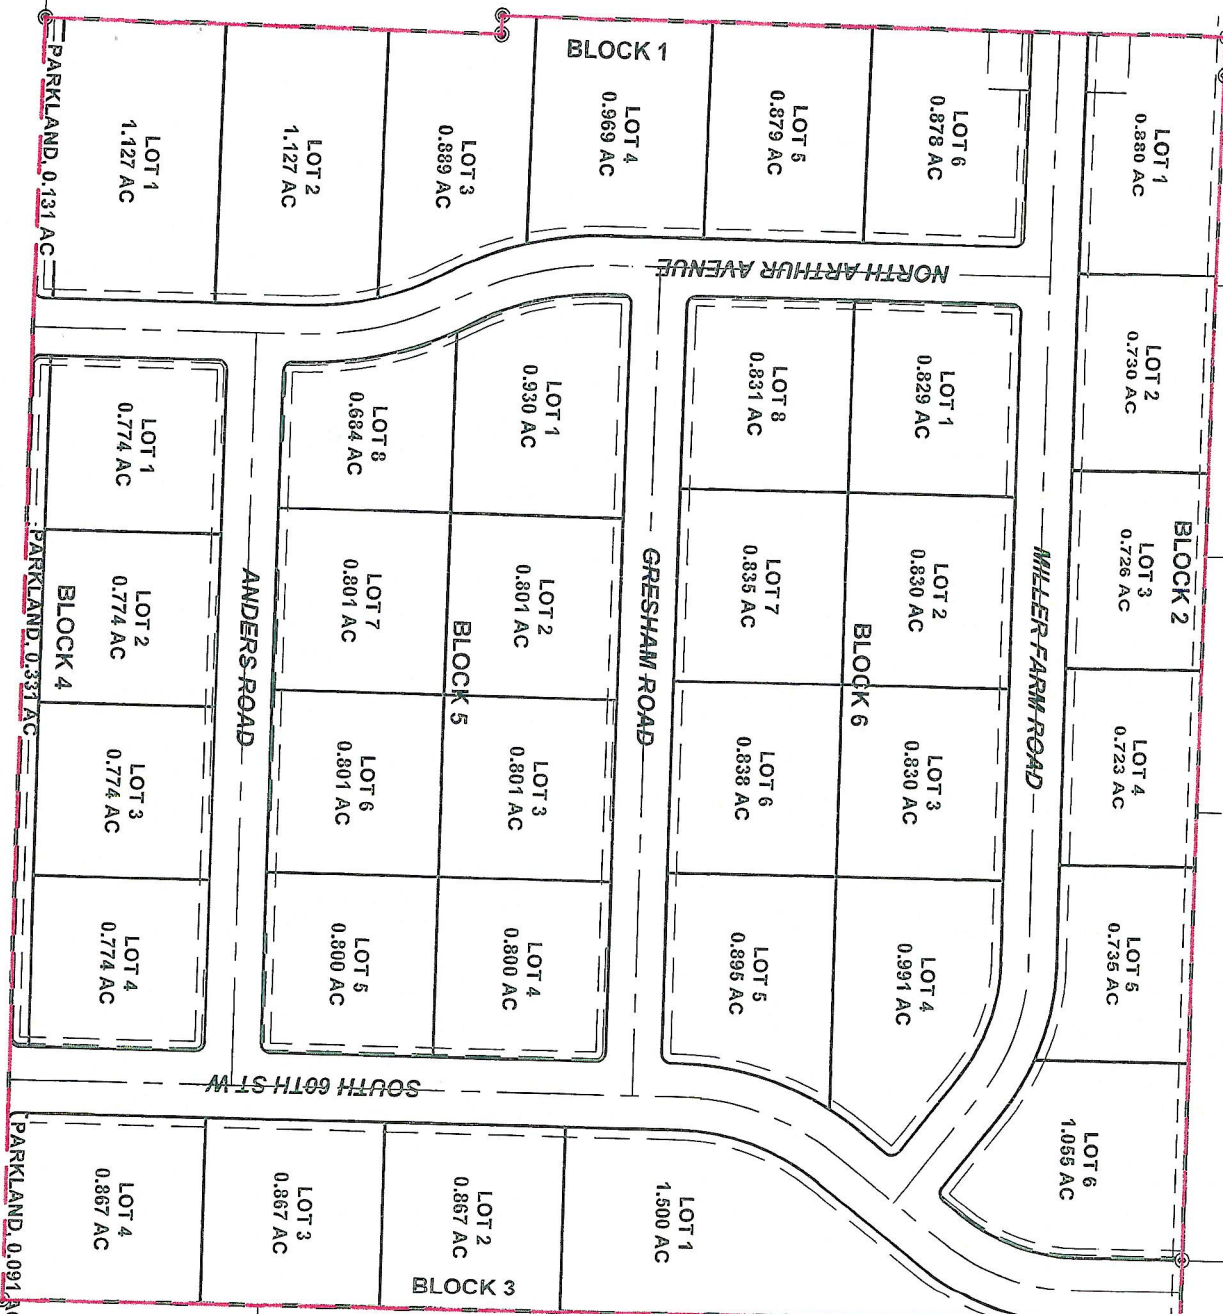 BLOCK 1
LOT 1
1.127 AC
LOT 2
1.127 AC
LOT 3
0.889 AC
LOT 4
0.969 AC
LOT 5
0.879 AC
LOT 6
0.878 AC
PARKLAND, 0.131 AC
NORTH ARTHUR AVENUE
BLOCK 2
LOT 1
0.880 AC
LOT 2
0.730 AC
LOT 3
0.726 AC
LOT 4
0.723 AC
LOT 5
0.735 AC
LOT 6
1.055 AC
MILLER FARM ROAD
BLOCK 6
LOT 1
0.829 AC
LOT 2
0.830 AC
LOT 3
0.830 AC
LOT 4
0.991 AC
LOT 8
0.831 AC
LOT 7
0.835 AC
LOT 6
0.838 AC
LOT 5
0.895 AC
GRESHAM ROAD
BLOCK 5
LOT 1
0.930 AC
LOT 2
0.801 AC
LOT 3
0.801 AC
LOT 4
0.800 AC
LOT 8
0.684 AC
LOT 7
0.801 AC
LOT 6
0.801 AC
LOT 5
0.800 AC
ANDERS ROAD
BLOCK 4
LOT 1
0.774 AC
LOT 2
0.774 AC
LOT 3
0.774 AC
LOT 4
0.774 AC
PARKLAND, 0.331 AC
SOUTH 60TH ST W
BLOCK 3
LOT 4
0.867 AC
LOT 3
0.867 AC
LOT 2
0.867 AC
LOT 1
1.500 AC
PARKLAND, 0.091 AC